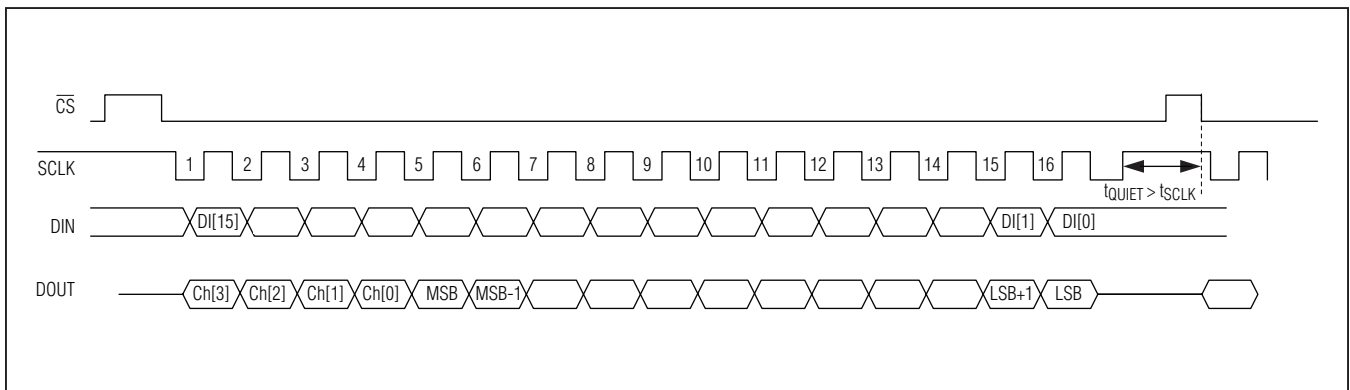 CS
SCLK 1 2 3 4 5 6 7 8 9 10 11 12 13 14 15 16
tQUIET > tSCLK
DIN DI[15] DI[1] DI[0]
DOUT Ch[3] Ch[2] Ch[1] Ch[0] MSB MSB-1 LSB+1 LSB